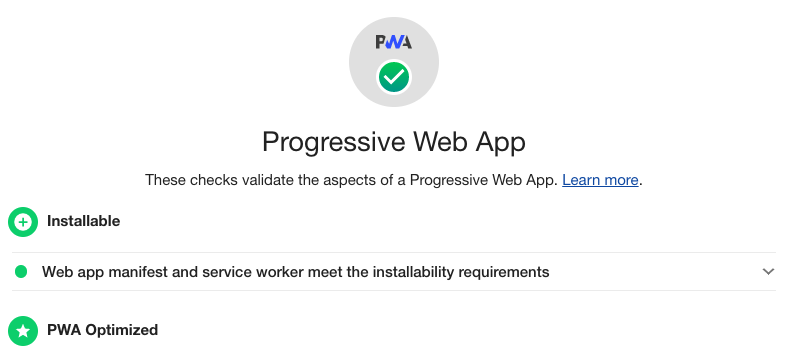 PWA
Progressive Web App
These checks validate the aspects of a Progressive Web App. Learn more.
Installable
Web app manifest and service worker meet the installability requirements
PWA Optimized